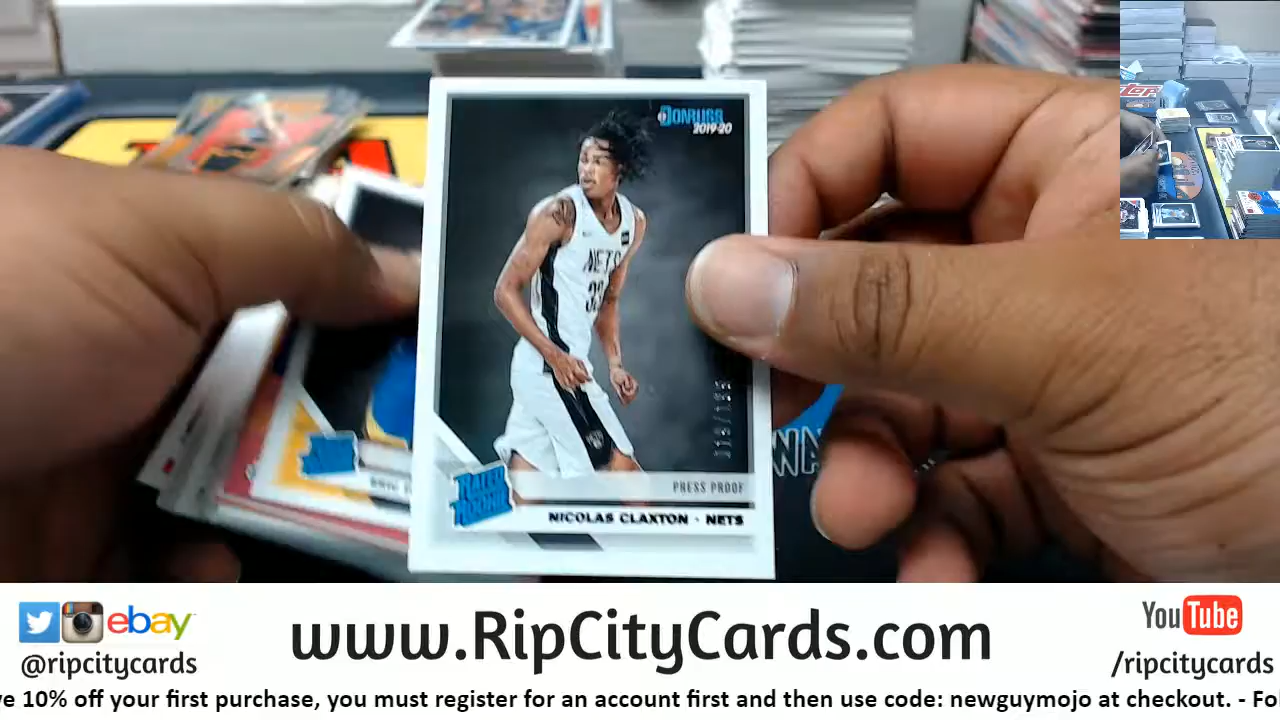 DONRUSS
2019-20
NETS
33
PRESS PROOF
RATED
ROOKIE
NICOLAS CLAXTON · NETS
ebay
www.RipCityCards.com
YouTube
@ripcitycards
/ripcitycards
ve 10% off your first purchase, you must register for an account first and then use code: newguymojo at checkout. - Fo